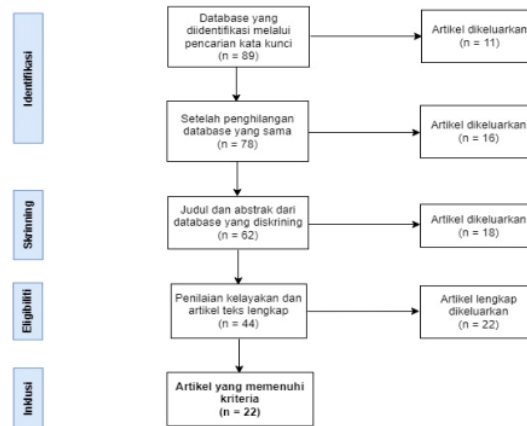 Identifikasi
Database yang
diidentifikasi melalui
pencarian kata kunci
(n = 89)
Artikel dikeluarkan
(n = 11)
Setelah penghilangan
database yang sama
(n = 78)
Artikel dikeluarkan
(n = 16)
Skrinning
Judul dan abstrak dari
database yang diskrining
(n = 62)
Artikel dikeluarkan
(n = 18)
Eligibiliti
Penilaian kelayakan dan
artikel teks lengkap
(n = 44)
Artikel lengkap
dikeluarkan
(n = 22)
Inklusi
Artikel yang memenuhi
kriteria
(n = 22)